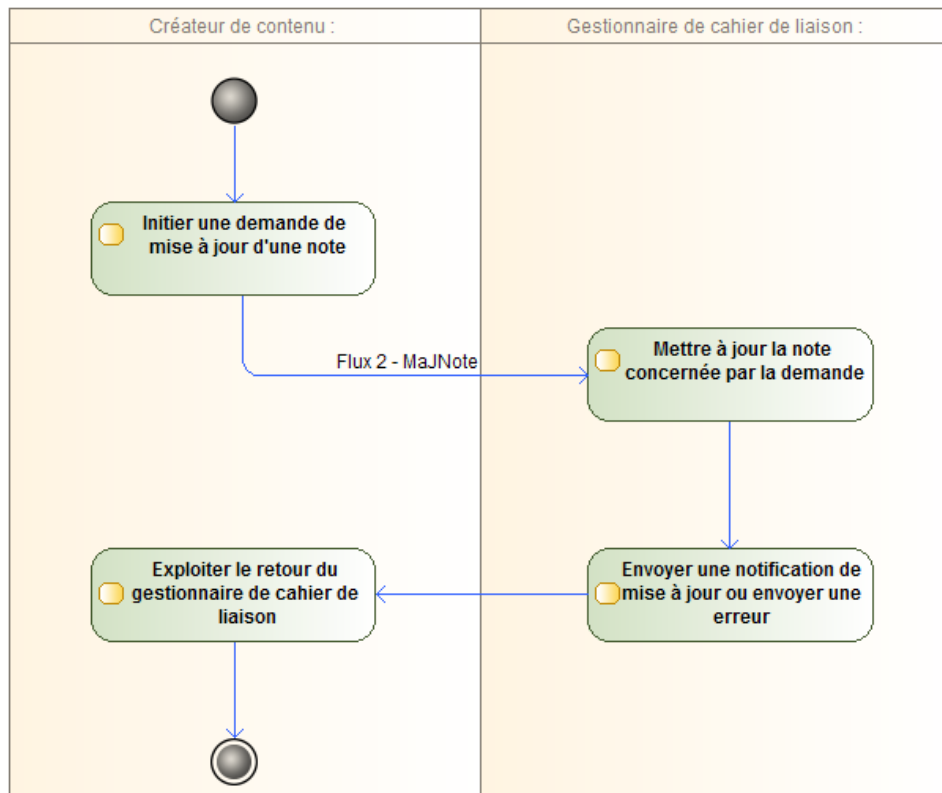 Créateur de contenu :
Gestionnaire de cahier de liaison :
Initier une demande de
mise à jour d'une note
Flux 2 - MaJNote
Mettre à jour la note
concernée par la demande
Exploiter le retour du
gestionnaire de cahier de
liaison
Envoyer une notification de
mise à jour ou envoyer une
erreur